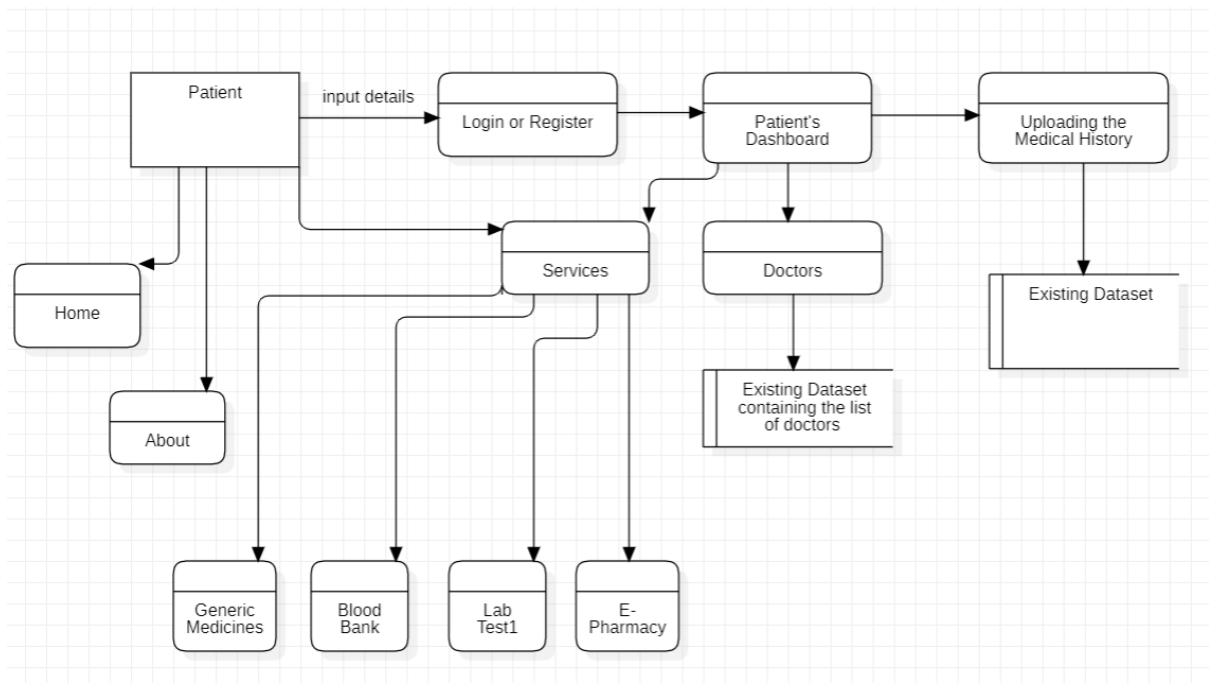 Patient
input details
Login or Register
Patient's
Dashboard
Uploading the
Medical History
Services
Doctors
Existing Dataset
Home
Existing Dataset
containing the list
of doctors
About
Generic
Medicines
Blood
Bank
Lab
Test1
E-
Pharmacy